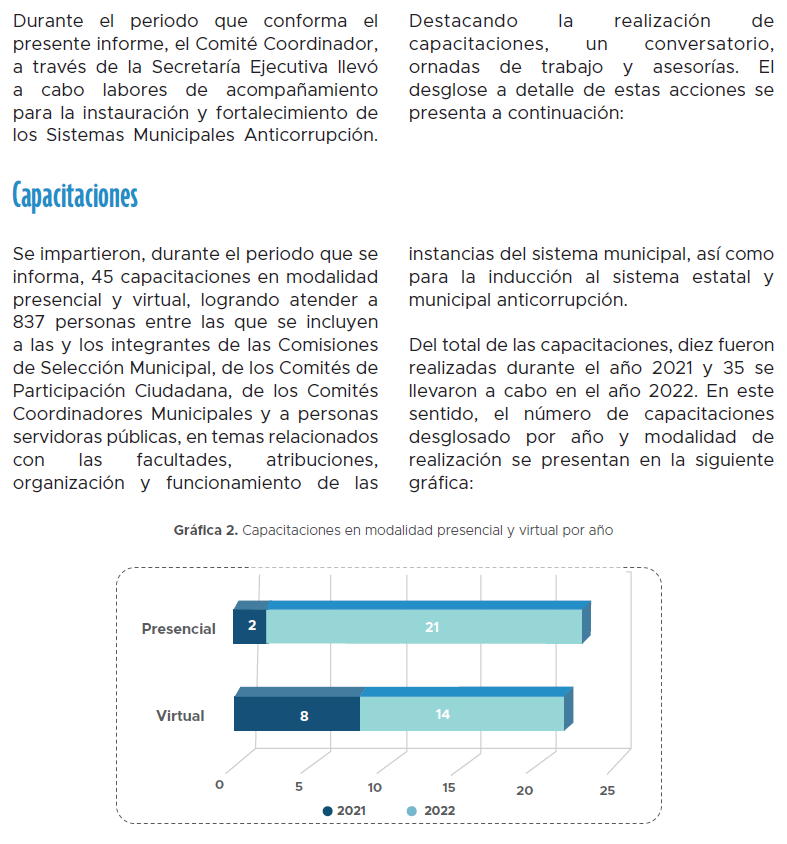 Durante el periodo que conforma el
presente informe, el Comité Coordinador,
a través de la Secretaría Ejecutiva llevó
a cabo labores de acompañamiento
para la instauración y fortalecimiento de
los Sistemas Municipales Anticorrupción.
Destacando la realización de
capacitaciones, un conversatorio,
ornadas de trabajo y asesorías. El
desglose a detalle de estas acciones se
presenta a continuación:
Capacitaciones
Se impartieron, durante el periodo que se
informa, 45 capacitaciones en modalidad
presencial y virtual, logrando atender a
837 personas entre las que se incluyen
a las y los integrantes de las Comisiones
de Selección Municipal, de los Comités de
Participación Ciudadana, de los Comités
Coordinadores Municipales y a personas
servidoras públicas, en temas relacionados
con las facultades, atribuciones,
organización y funcionamiento de las
instancias del sistema municipal, así como
para la inducción al sistema estatal y
municipal anticorrupción.
Del total de las capacitaciones, diez fueron
realizadas durante el año 2021 y 35 se
llevaron a cabo en el año 2022. En este
sentido, el número de capacitaciones
desglosado por año y modalidad de
realización se presentan en la siguiente
gráfica:
Gráfica 2. Capacitaciones en modalidad presencial y virtual por año
Presencial 2 21
Virtual 8 14
0 5 10 15 20 25
2021 2022